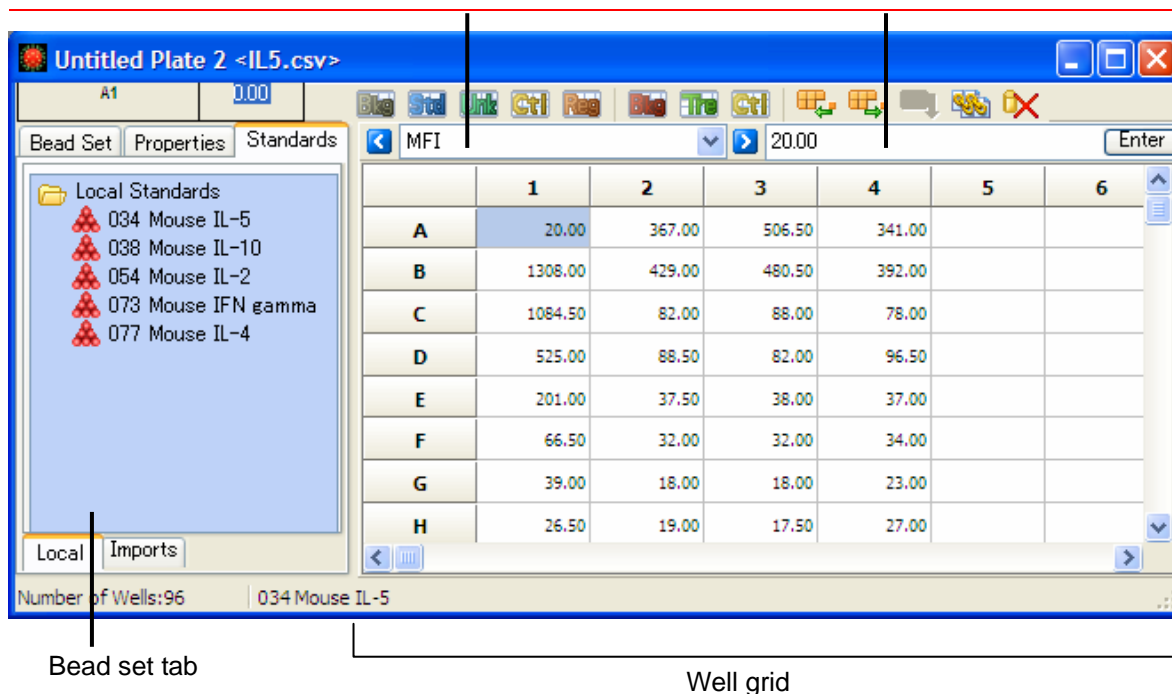 Untitled Plate 2 <IL5.csv>
A1 0.00
Bkg Std Unk Ctl Reg Bkg Tre Ctl
Bead Set Properties Standards
MFI 20.00 Enter
Local Standards
034 Mouse IL-5
038 Mouse IL-10
054 Mouse IL-2
073 Mouse IFN gamma
077 Mouse IL-4
1 2 3 4 5 6
A 20.00 367.00 506.50 341.00
B 1308.00 429.00 480.50 392.00
C 1084.50 82.00 88.00 78.00
D 525.00 88.50 82.00 96.50
E 201.00 37.50 38.00 37.00
F 66.50 32.00 32.00 34.00
G 39.00 18.00 18.00 23.00
H 26.50 19.00 17.50 27.00
Local Imports
Number of Wells:96 034 Mouse IL-5
Bead set tab
Well grid